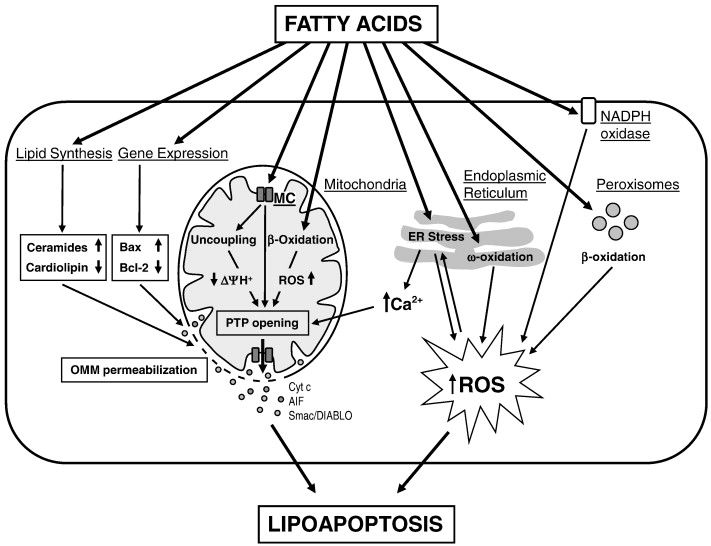 FATTY ACIDS
NADPH
oxidase
Lipid Synthesis
Gene Expression
Mitochondria
Endoplasmic
Reticulum
Peroxisomes
MC
Ceramides ↑
Cardiolipin ↓
Bax ↑
Bcl-2 ↓
Uncoupling
β-Oxidation
ER Stress
ω-oxidation
β-oxidation
↓ ΔΨH⁺
ROS ↑
↑Ca²⁺
PTP opening
OMM permeabilization
Cyt c
AIF
Smac/DIABLO
↑ROS
LIPOAPOPTOSIS